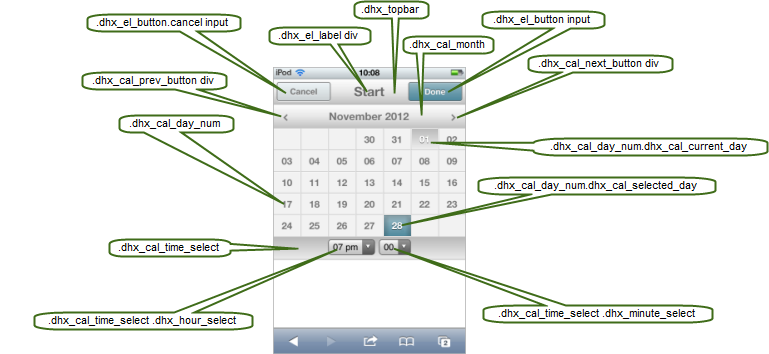 .dhx_topbar
.dhx_el_button.cancel input
.dhx_el_button input
.dhx_el_label div
.dhx_cal_month
.dhx_cal_next_button div
.dhx_cal_prev_button div
iPod 10:08
Cancel Start Done
November 2012
.dhx_cal_day_num
30 31 01 02
.dhx_cal_day_num.dhx_cal_current_day
03 04 05 06 07 08 09
10 11 12 13 14 15 16
.dhx_cal_day_num.dhx_cal_selected_day
17 18 19 20 21 22 23
24 25 26 27 28
.dhx_cal_time_select
07 pm 00
.dhx_cal_time_select .dhx_hour_select
.dhx_cal_time_select .dhx_minute_select
2